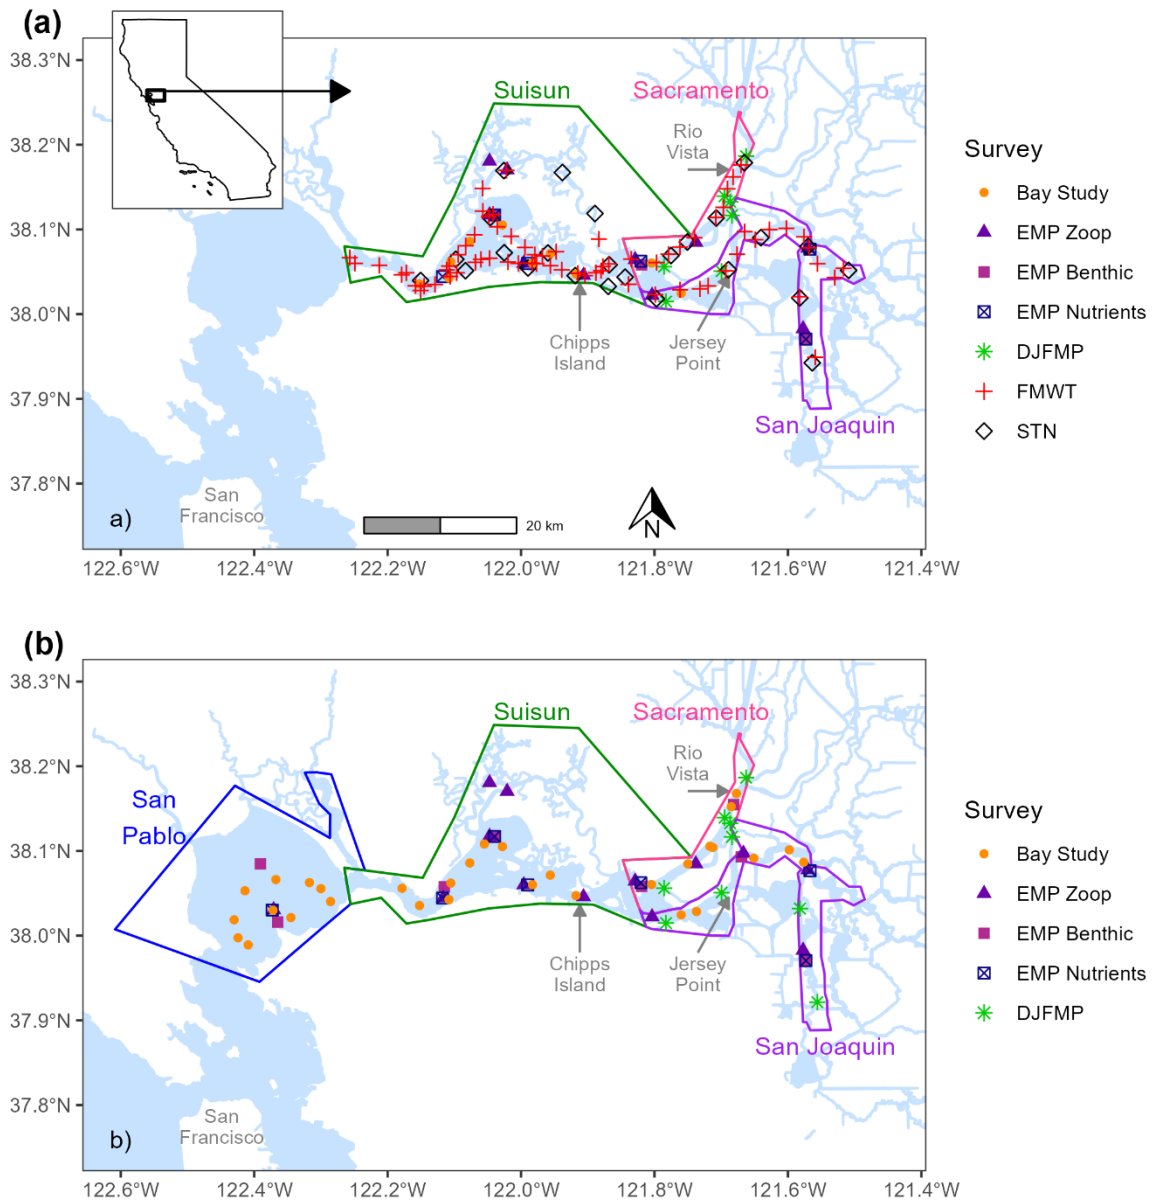 (a)
38.3°N
38.2°N
38.1°N
38.0°N
37.9°N
37.8°N
Suisun
Sacramento
Rio
Vista
Chipps
Island
Jersey
Point
San Joaquin
San
Francisco
a)
20 km
N
122.6°W
122.4°W
122.2°W
122.0°W
121.8°W
121.6°W
121.4°W
Survey
Bay Study
EMP Zoop
EMP Benthic
EMP Nutrients
DJFMP
FMWT
STN
(b)
38.3°N
38.2°N
38.1°N
38.0°N
37.9°N
37.8°N
Suisun
Sacramento
Rio
Vista
San
Pablo
Chipps
Island
Jersey
Point
San Joaquin
San
Francisco
b)
122.6°W
122.4°W
122.2°W
122.0°W
121.8°W
121.6°W
121.4°W
Survey
Bay Study
EMP Zoop
EMP Benthic
EMP Nutrients
DJFMP